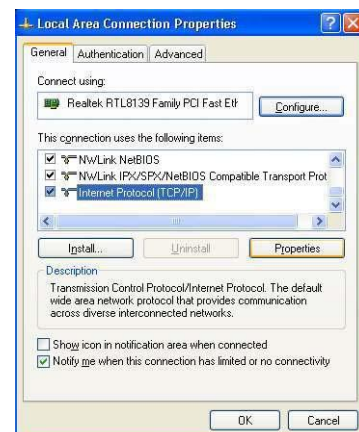 Local Area Connection Properties
General Authentication Advanced
Connect using:
Realtek RTL8139 Family PCI Fast Eth
Configure...
This connection uses the following items:
NWLink NetBIOS
NWLink IPX/SPX/NetBIOS Compatible Transport Prot
Internet Protocol (TCP/IP)
Install... Uninstall Properties
Description
Transmission Control Protocol/Internet Protocol. The default
wide area network protocol that provides communication
across diverse interconnected networks.
Show icon in notification area when connected
Notify me when this connection has limited or no connectivity
OK Cancel